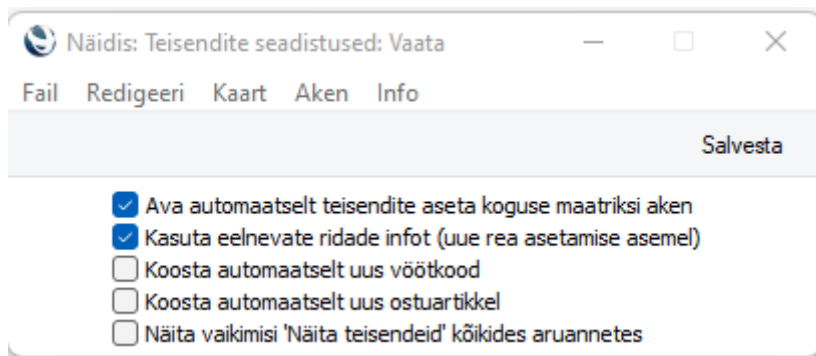 Näidis: Teisendite seadistused: Vaata
Fail Redigeeri Kaart Aken Info
Salvesta
Ava automaatselt teisendite aseta koguse maatriksi aken
Kasuta eelnevate ridade infot (uue rea asetamise asemel)
Koosta automaatselt uus vöötkood
Koosta automaatselt uus ostuartikkel
Näita vaikimisi 'Näita teisendeid' kõikides aruannetes